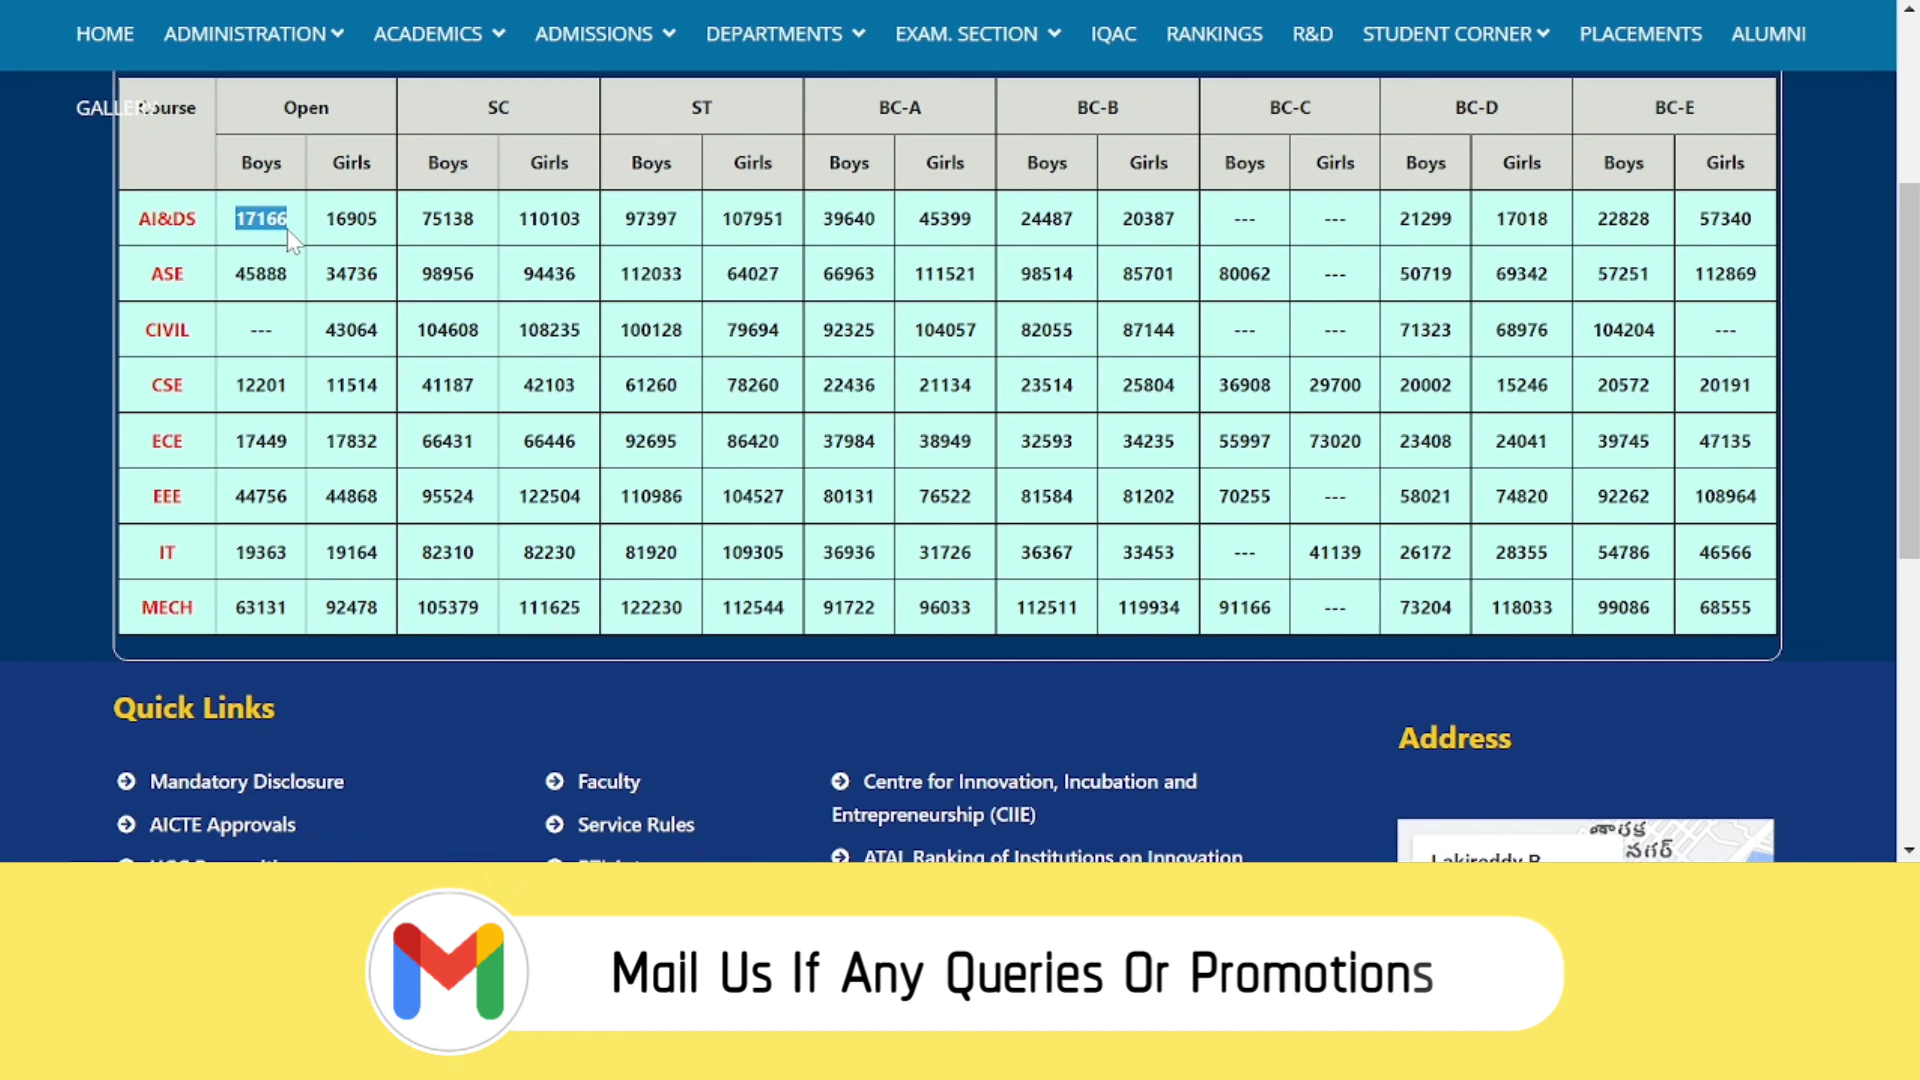 HOME ADMINISTRATION ACADEMICS ADMISSIONS DEPARTMENTS EXAM. SECTION IQAC RANKINGS R&D STUDENT CORNER PLACEMENTS ALUMNI
GALLERY
Course Open SC ST BC-A BC-B BC-C BC-D BC-E
Boys Girls Boys Girls Boys Girls Boys Girls Boys Girls Boys Girls Boys Girls Boys Girls
AI&DS 17166 16905 75138 110103 97397 107951 39640 45399 24487 20387 --- --- 21299 17018 22828 57340
ASE 45888 34736 98956 94436 112033 64027 66963 111521 98514 85701 80062 --- 50719 69342 57251 112869
CIVIL --- 43064 104608 108235 100128 79694 92325 104057 82055 87144 --- --- 71323 68976 104204 ---
CSE 12201 11514 41187 42103 61260 78260 22436 21134 23514 25804 36908 29700 20002 15246 20572 20191
ECE 17449 17832 66431 66446 92695 86420 37984 38949 32593 34235 55997 73020 23408 24041 39745 47135
EEE 44756 44868 95524 122504 110986 104527 80131 76522 81584 81202 70255 --- 58021 74820 92262 108964
IT 19363 19164 82310 82230 81920 109305 36936 31726 36367 33453 --- 41139 26172 28355 54786 46566
MECH 63131 92478 105379 111625 122230 112544 91722 96033 112511 119934 91166 --- 73204 118033 99086 68555
Quick Links
Address
Mandatory Disclosure
AICTE Approvals
Faculty
Service Rules
Centre for Innovation, Incubation and
Entrepreneurship (CIIE)
ATAL Ranking of Institutions on Innovation
తారక
నగర్
Lakireddy B
Mail Us If Any Queries Or Promotions